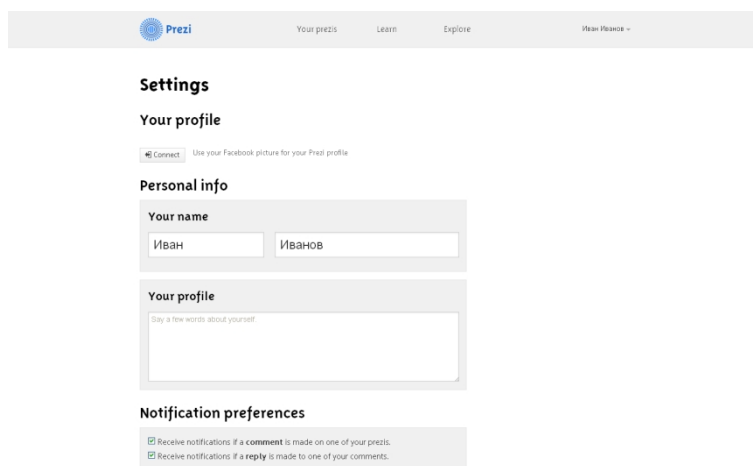 Prezi Your prezis Learn Explore Иван Иванов
Settings
Your profile
Connect Use your Facebook picture for your Prezi profile
Personal info
Your name
Иван Иванов
Your profile
Say a few words about yourself
Notification preferences
Receive notifications if a comment is made on one of your prezis.
Receive notifications if a reply is made to one of your comments.